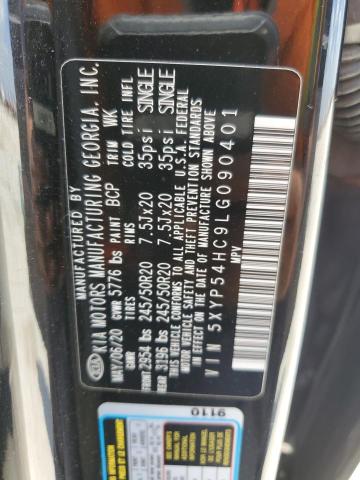 MANUFACTURED BY
KIA MOTORS MANUFACTURING GEORGIA, INC.
MAY/06/20 GVWR 5776 lbs PAINT BCP TRIM WK
GAWR RIMS COLD TIRE INFL
FRONT 2954 lbs 245/50R20 7.5Jx20 35psi SINGLE
REAR 3196 lbs 245/50R20 7.5Jx20 35psi SINGLE
THIS VEHICLE CONFORMS TO ALL APPLICABLE U.S.A. FEDERAL
MOTOR VEHICLE SAFETY AND THEFT PREVENTION STANDARDS
IN EFFECT ON THE DATE OF MANUFACTURE SHOWN ABOVE.
VIN 5XYP54HC9LG090401
MPV
KIA
9110